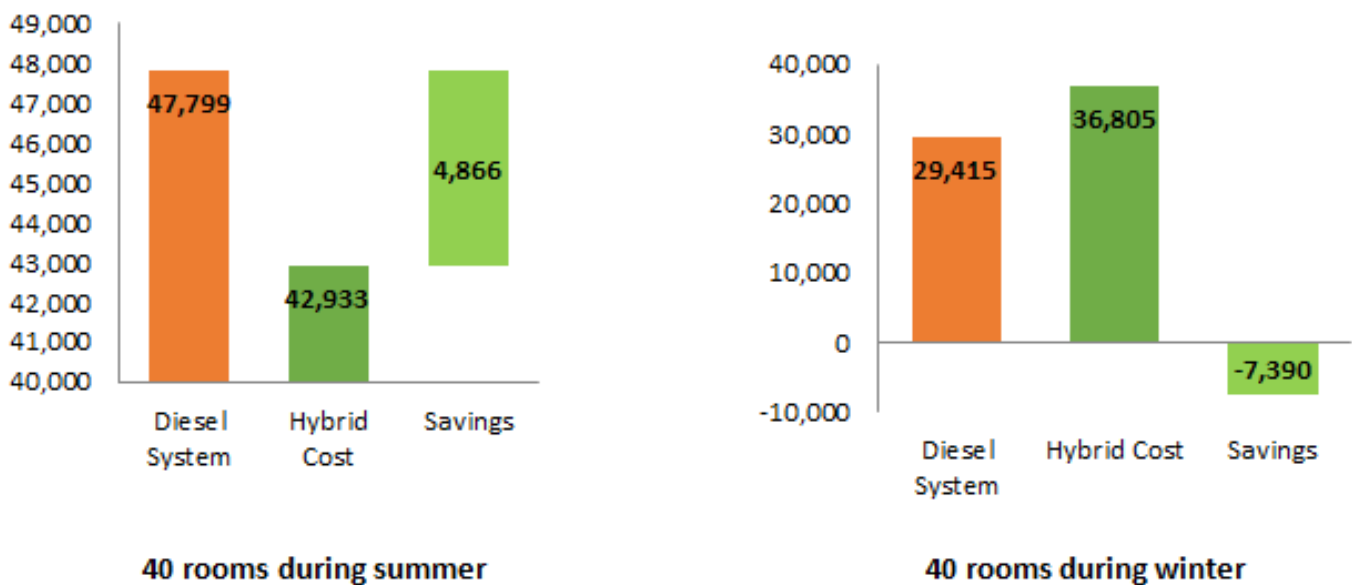 49,000
48,000
47,000
46,000
45,000
44,000
43,000
42,000
41,000
40,000
47,799
42,933
4,866
Diesel
System
Hybrid
Cost
Savings
40 rooms during summer
40,000
30,000
20,000
10,000
0
-10,000
29,415
36,805
-7,390
Diesel
System
Hybrid Cost
Savings
40 rooms during winter